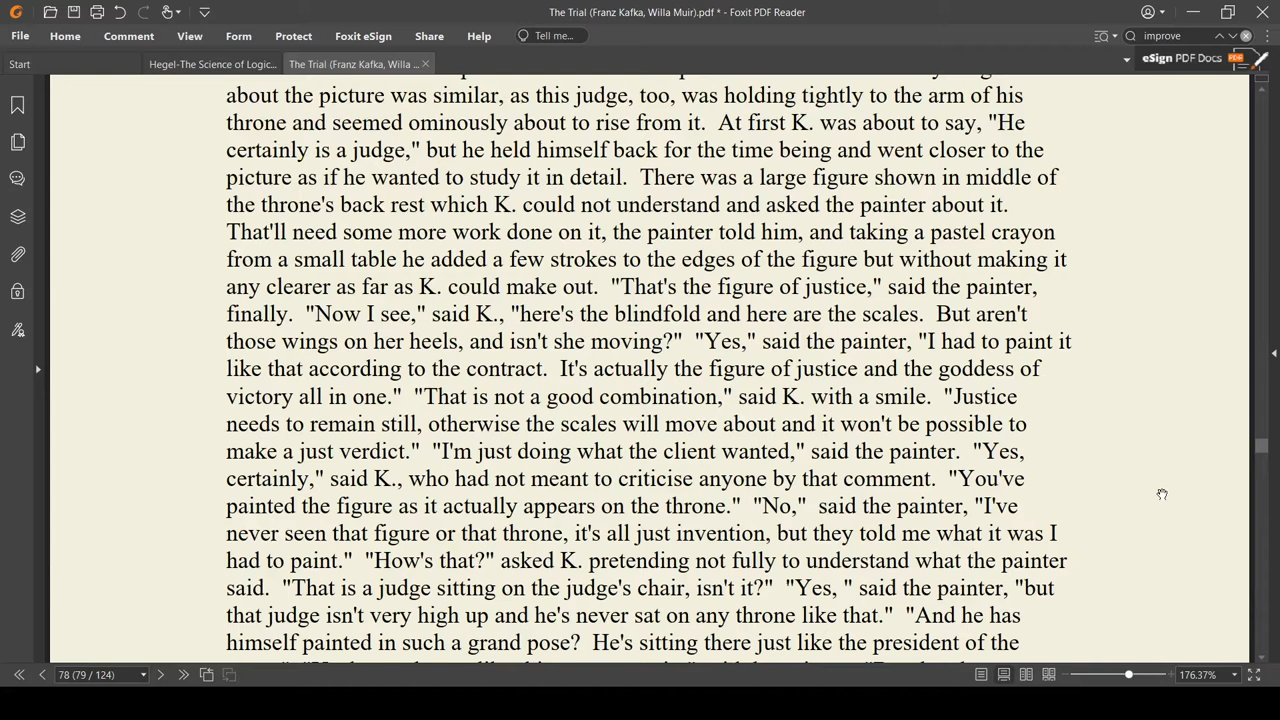 The Trial (Franz Kafka, Willa Muir).pdf * - Foxit PDF Reader
File Home Comment View Form Protect Foxit eSign Share Help Tell me... improve
Start Hegel-The Science of Logic... The Trial (Franz Kafka, Willa ... eSign PDF Docs
about the picture was similar, as this judge, too, was holding tightly to the arm of his
throne and seemed ominously about to rise from it.  At first K. was about to say, "He
certainly is a judge," but he held himself back for the time being and went closer to the
picture as if he wanted to study it in detail.  There was a large figure shown in middle of
the throne's back rest which K. could not understand and asked the painter about it.
That'll need some more work done on it, the painter told him, and taking a pastel crayon
from a small table he added a few strokes to the edges of the figure but without making it
any clearer as far as K. could make out.  "That's the figure of justice," said the painter,
finally.  "Now I see," said K., "here's the blindfold and here are the scales.  But aren't
those wings on her heels, and isn't she moving?"  "Yes," said the painter, "I had to paint it
like that according to the contract.  It's actually the figure of justice and the goddess of
victory all in one."  "That is not a good combination," said K. with a smile.  "Justice
needs to remain still, otherwise the scales will move about and it won't be possible to
make a just verdict."  "I'm just doing what the client wanted," said the painter.  "Yes,
certainly," said K., who had not meant to criticise anyone by that comment.  "You've
painted the figure as it actually appears on the throne."  "No,"  said the painter, "I've
never seen that figure or that throne, it's all just invention, but they told me what it was I
had to paint."  "How's that?" asked K. pretending not fully to understand what the painter
said.  "That is a judge sitting on the judge's chair, isn't it?"  "Yes, " said the painter, "but
that judge isn't very high up and he's never sat on any throne like that."  "And he has
himself painted in such a grand pose?  He's sitting there just like the president of the
78 (79 / 124) 176.37%